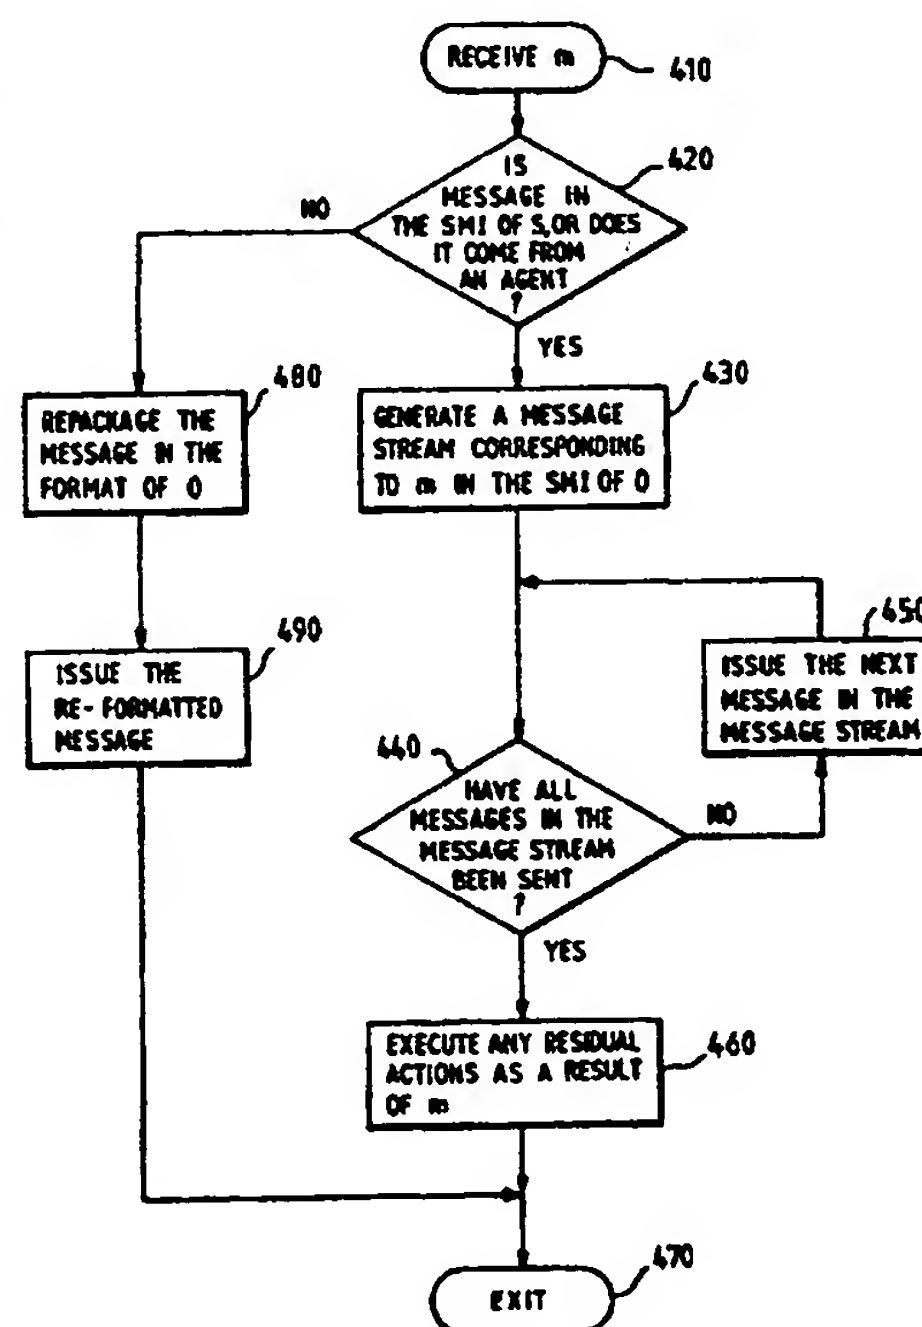 RECEIVE m
410
420
IS
MESSAGE IN
THE SMI OF S, OR DOES
IT COME FROM
AN AGENT
?
NO
YES
480
REPACKAGE THE
MESSAGE IN THE
FORMAT OF O
430
GENERATE A MESSAGE
STREAM CORRESPONDING
TO m IN THE SMI OF O
490
ISSUE THE
RE-FORMATTED
MESSAGE
450
ISSUE THE NEXT
MESSAGE IN THE
MESSAGE STREAM
440
HAVE ALL
MESSAGES IN THE
MESSAGE STREAM
BEEN SENT
?
NO
YES
460
EXECUTE ANY RESIDUAL
ACTIONS AS A RESULT
OF m
470
EXIT